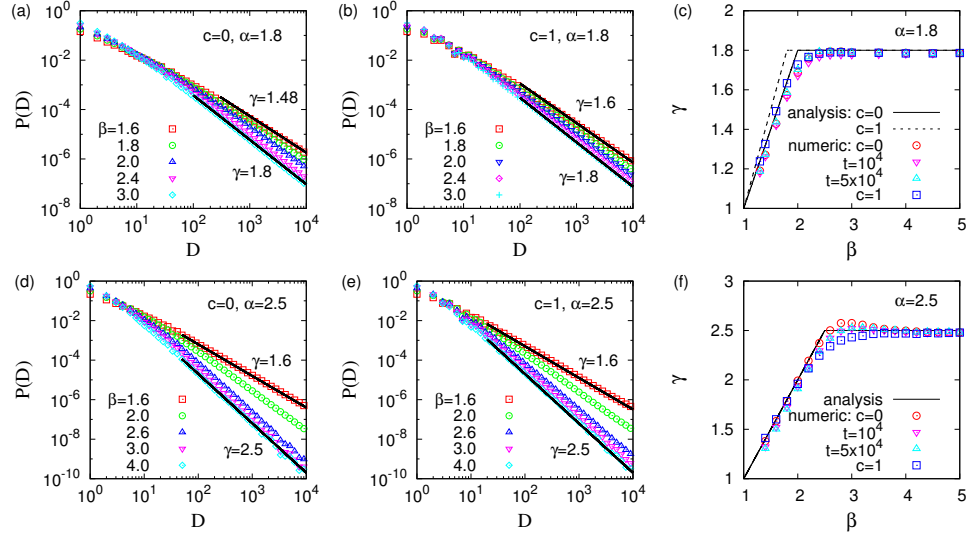 (a)
P(D)
10^0
10^-2
10^-4
10^-6
10^-8
c=0, α=1.8
γ=1.48
γ=1.8
β=1.6
1.8
2.0
2.4
3.0
10^0 10^1 10^2 10^3 10^4
D
(b)
P(D)
10^0
10^-2
10^-4
10^-6
10^-8
c=1, α=1.8
γ=1.6
γ=1.8
β=1.6
1.8
2.0
2.4
3.0
10^0 10^1 10^2 10^3 10^4
D
(c)
γ
2
1.8
1.6
1.4
1.2
1
α=1.8
analysis: c=0
c=1
numeric: c=0
t=10^4
t=5x10^4
c=1
1 2 3 4 5
β
(d)
P(D)
10^0
10^-2
10^-4
10^-6
10^-8
10^-10
c=0, α=2.5
γ=1.6
γ=2.5
β=1.6
2.0
2.6
3.0
4.0
10^0 10^1 10^2 10^3 10^4
D
(e)
P(D)
10^0
10^-2
10^-4
10^-6
10^-8
10^-10
c=1, α=2.5
γ=1.6
γ=2.5
β=1.6
2.0
2.6
3.0
4.0
10^0 10^1 10^2 10^3 10^4
D
(f)
γ
3
2.5
2
1.5
1
α=2.5
analysis
numeric: c=0
t=10^4
t=5x10^4
c=1
1 2 3 4 5
β